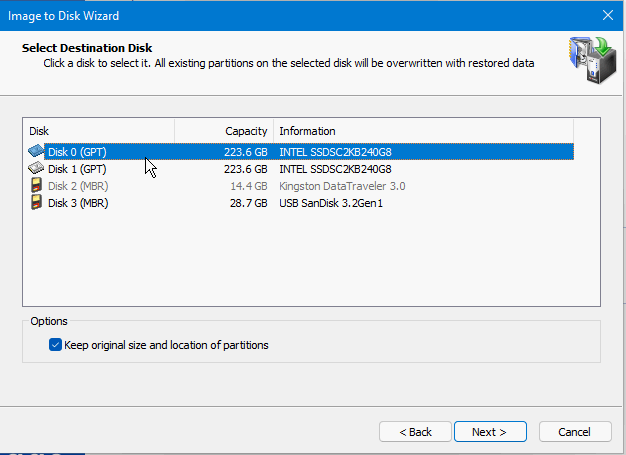 Image to Disk Wizard
Select Destination Disk
Click a disk to select it. All existing partitions on the selected disk will be overwritten with restored data
Disk Capacity Information
Disk 0 (GPT) 223.6 GB INTEL SSDSC2KB240G8
Disk 1 (GPT) 223.6 GB INTEL SSDSC2KB240G8
Disk 2 (MBR) 14.4 GB Kingston DataTraveler 3.0
Disk 3 (MBR) 28.7 GB USB SanDisk 3.2Gen1
Options
Keep original size and location of partitions
< Back Next > Cancel